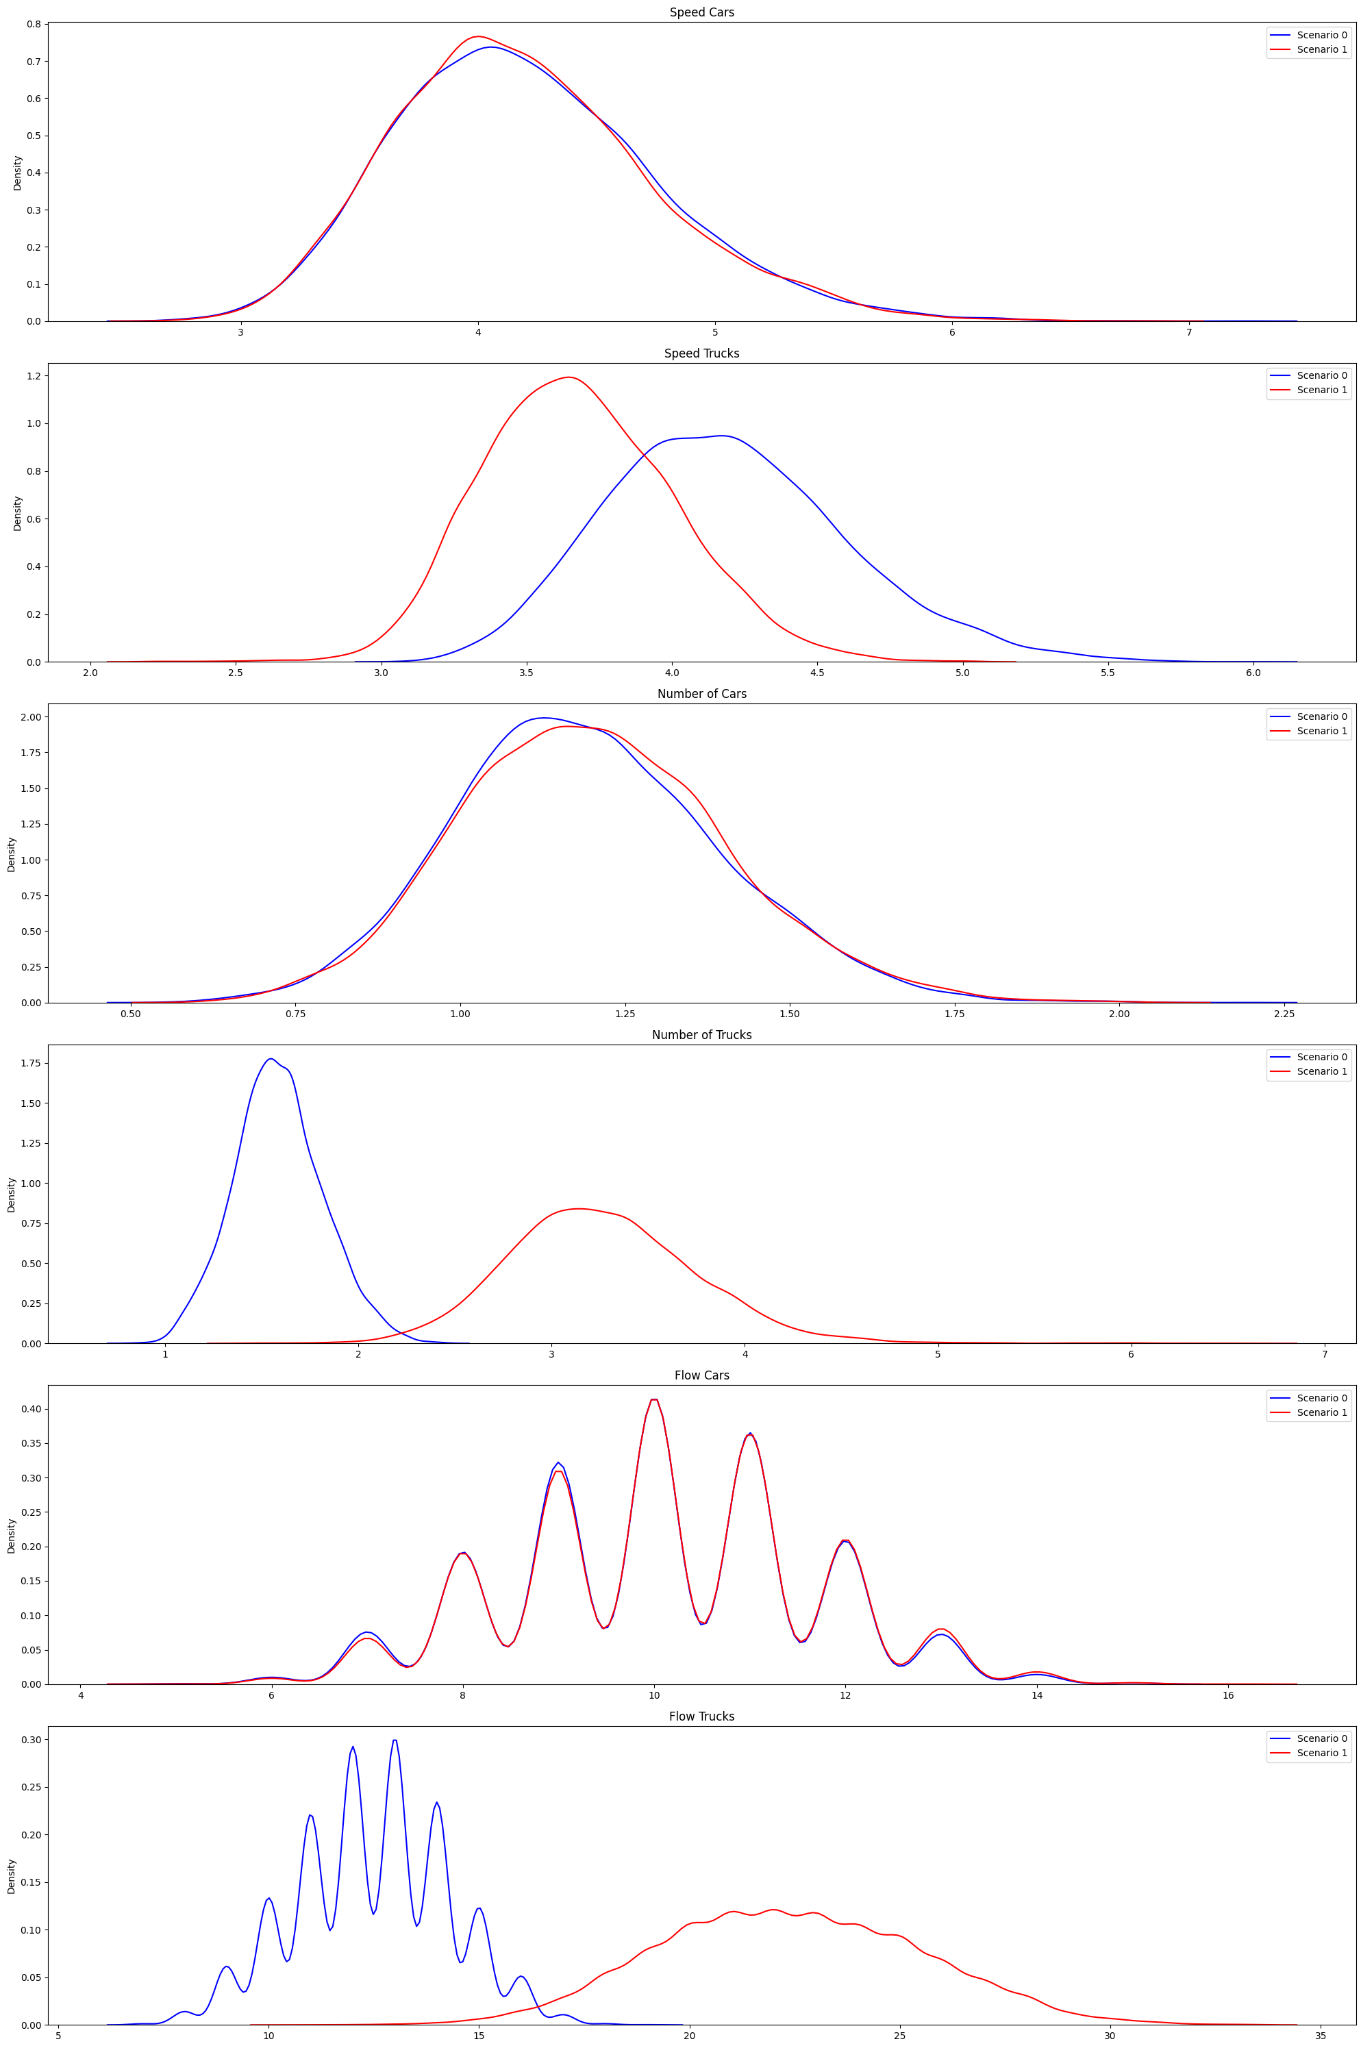 Speed Cars
0.8
0.7
0.6
0.5
0.4
0.3
0.2
0.1
0.0
Density
3 4 5 6 7
Scenario 0
Scenario 1
Speed Trucks
1.2
1.0
0.8
0.6
0.4
0.2
0.0
Density
2.0 2.5 3.0 3.5 4.0 4.5 5.0 5.5 6.0
Scenario 0
Scenario 1
Number of Cars
2.00
1.75
1.50
1.25
1.00
0.75
0.50
0.25
0.00
Density
0.50 0.75 1.00 1.25 1.50 1.75 2.00 2.25
Scenario 0
Scenario 1
Number of Trucks
1.75
1.50
1.25
1.00
0.75
0.50
0.25
0.00
Density
1 2 3 4 5 6 7
Scenario 0
Scenario 1
Flow Cars
0.40
0.35
0.30
0.25
0.20
0.15
0.10
0.05
0.00
Density
4 6 8 10 12 14 16
Scenario 0
Scenario 1
Flow Trucks
0.30
0.25
0.20
0.15
0.10
0.05
0.00
Density
5 10 15 20 25 30 35
Scenario 0
Scenario 1